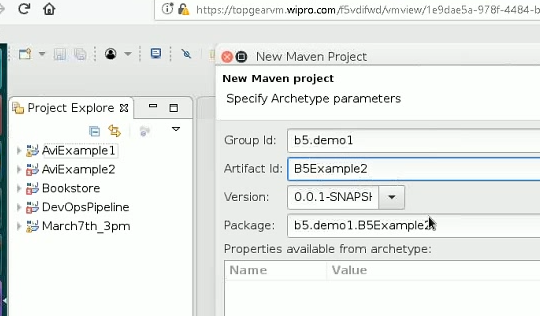 https://topgearvm.wipro.com/f5vdifwd/vmview/1e9dae5a-978f-4484-b
New Maven Project
New Maven project
Specify Archetype parameters
Project Explore
AviExample1
AviExample2
Bookstore
DevOpsPipeline
March7th_3pm
Group Id: b5.demo1
Artifact Id: B5Example2
Version: 0.0.1-SNAPSH
Package: b5.demo1.B5Example2
Properties available from archetype:
Name Value